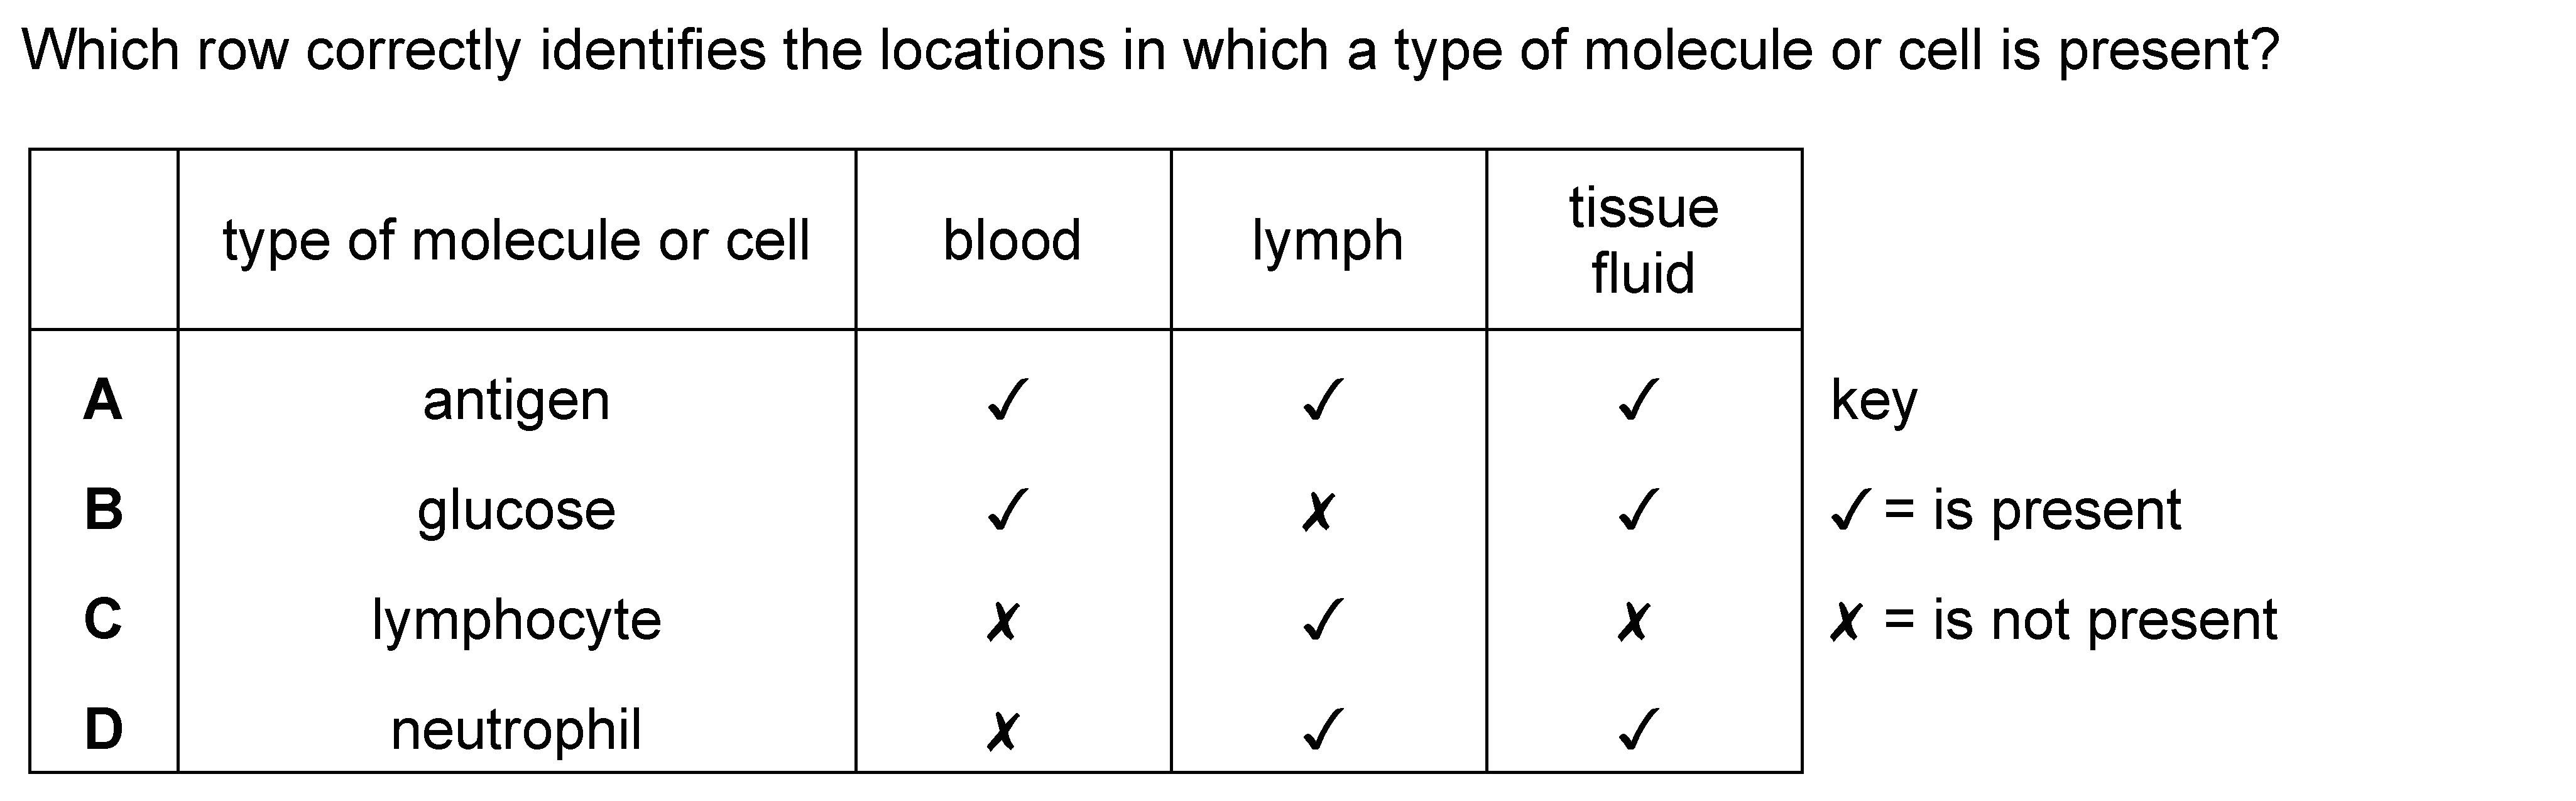 Which row correctly identifies the locations in which a type of molecule or cell is present?
type of molecule or cell blood lymph tissue fluid
A antigen ✓ ✓ ✓ key
B glucose ✓ ✗ ✓ ✓ = is present
C lymphocyte ✗ ✓ ✗ ✗ = is not present
D neutrophil ✗ ✓ ✓